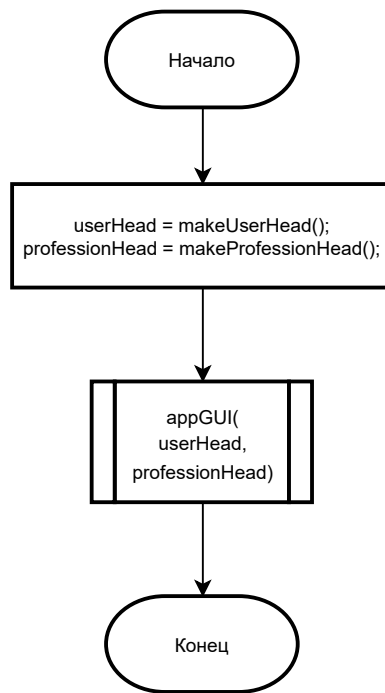 Начало
userHead = makeUserHead();
professionHead = makeProfessionHead();
appGUI(
userHead,
professionHead)
Конец